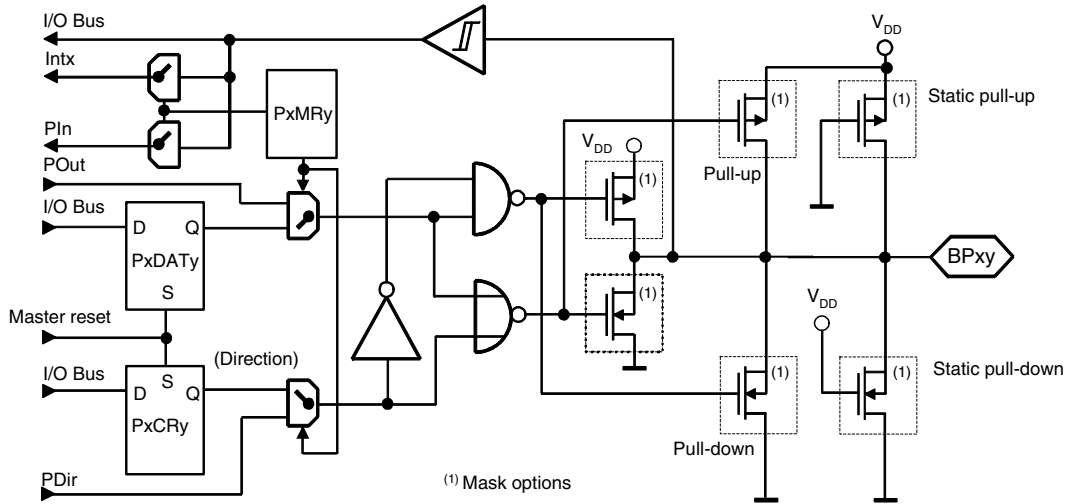 I/O Bus
V_DD
Intx
PxMRy
(1)
(1)
Static pull-up
PIn
V_DD
POut
(1)
Pull-up
I/O Bus
D Q
PxDATy
S
BPxy
(1)
V_DD
Master reset
(Direction)
I/O Bus
S
D Q
PxCRy
(1)
(1)
Static pull-down
Pull-down
PDir
(1) Mask options